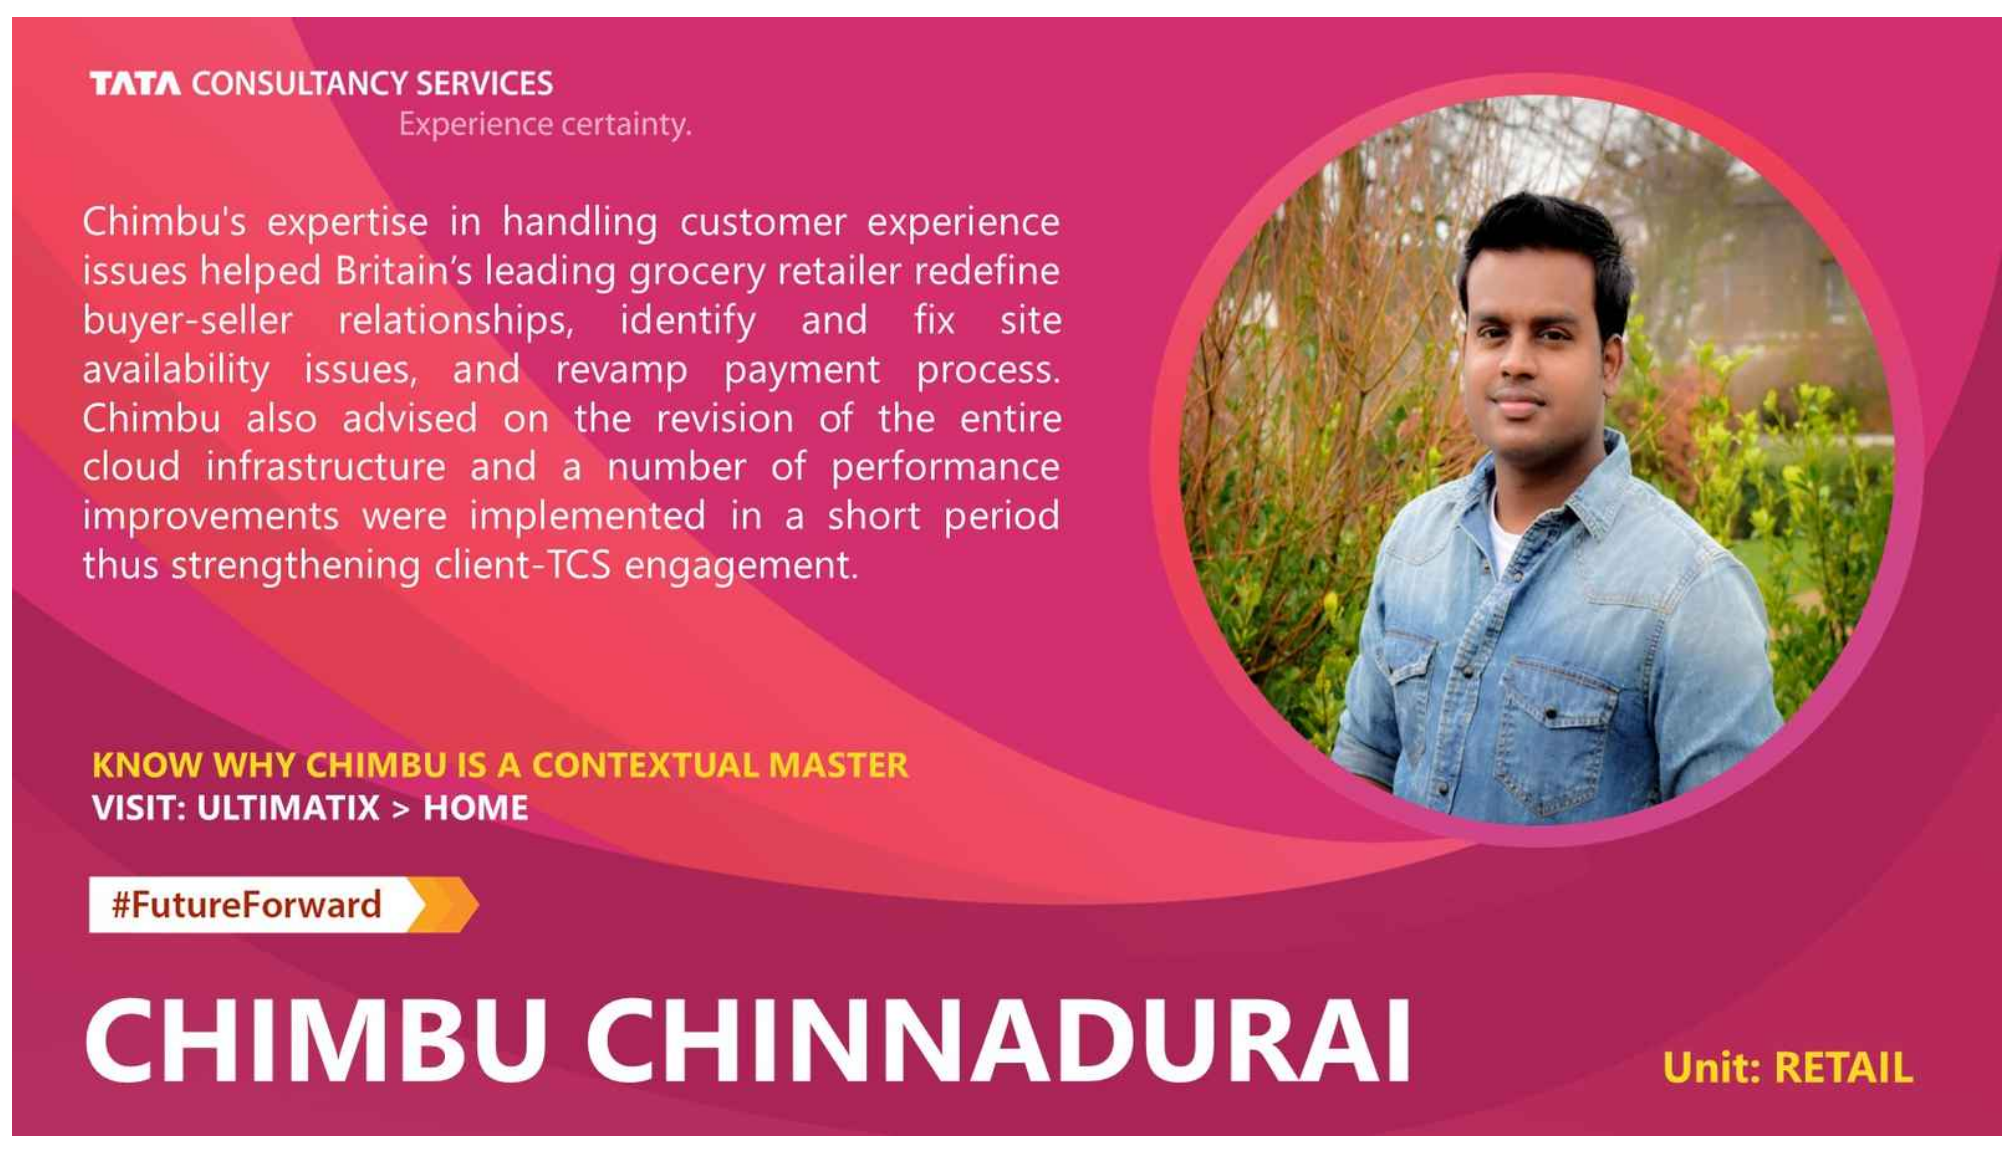 TATA CONSULTANCY SERVICES
Experience certainty.
Chimbu's expertise in handling customer experience
issues helped Britain’s leading grocery retailer redefine
buyer-seller relationships, identify and fix site
availability issues, and revamp payment process.
Chimbu also advised on the revision of the entire
cloud infrastructure and a number of performance
improvements were implemented in a short period
thus strengthening client-TCS engagement.
KNOW WHY CHIMBU IS A CONTEXTUAL MASTER
VISIT: ULTIMATIX > HOME
#FutureForward
CHIMBU CHINNADURAI
Unit: RETAIL